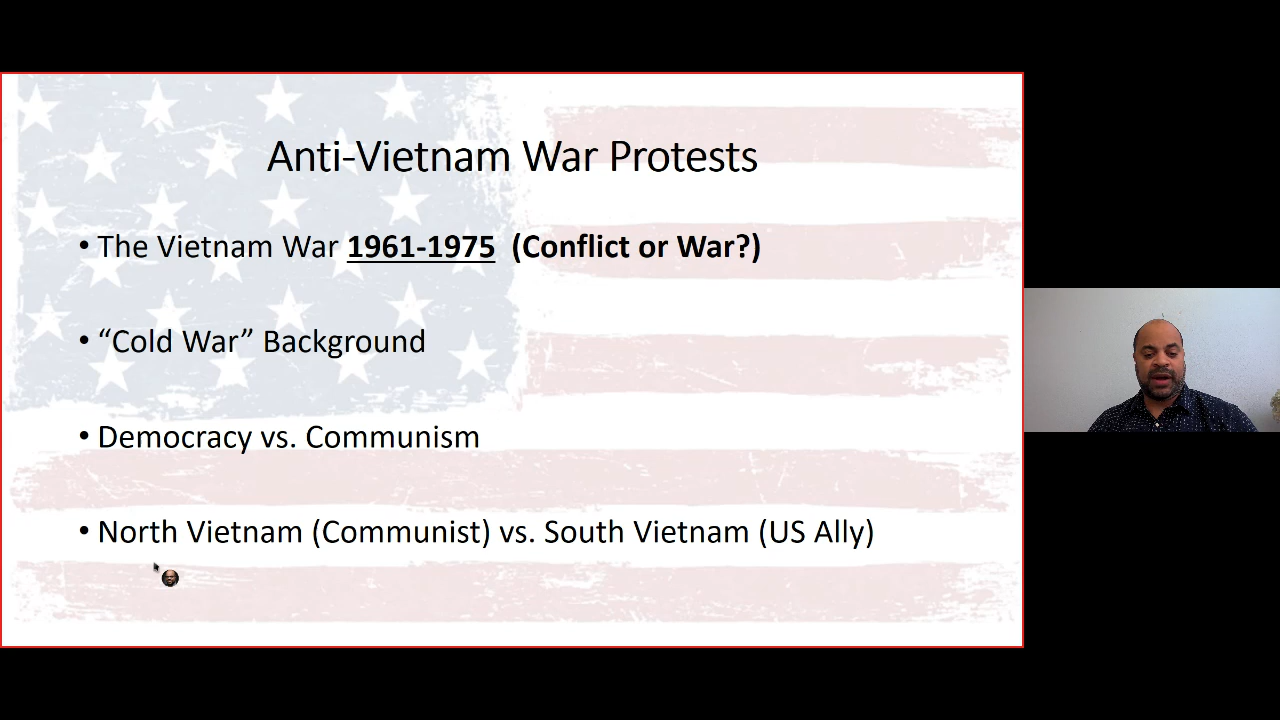 Anti-Vietnam War Protests
• The Vietnam War 1961-1975 (Conflict or War?)
• “Cold War” Background
• Democracy vs. Communism
• North Vietnam (Communist) vs. South Vietnam (US Ally)